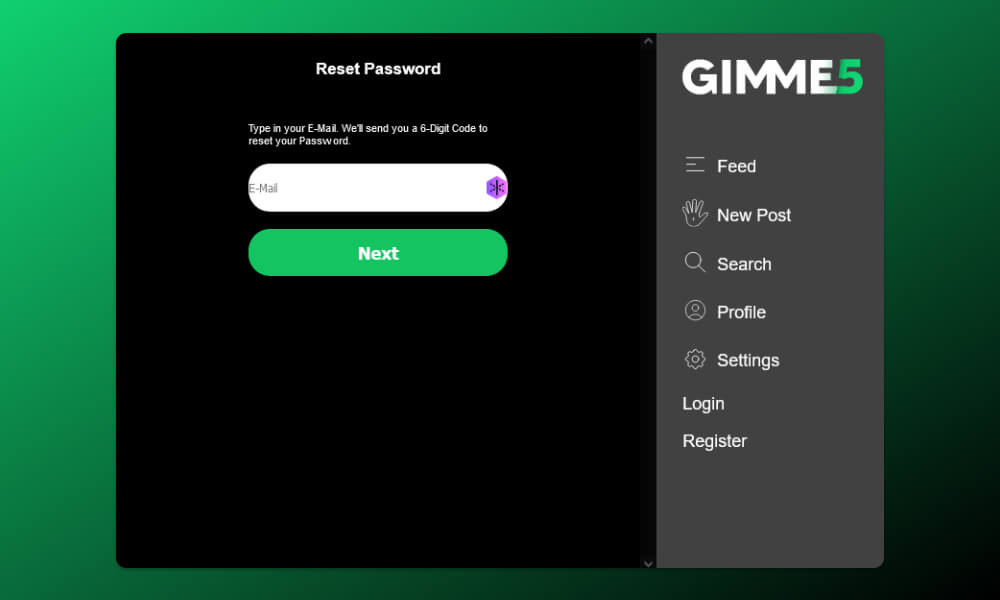 Reset Password
Type in your E-Mail. We'll send you a 6-Digit Code to
reset your Password.
E-Mail
Next
GIMME5
Feed
New Post
Search
Profile
Settings
Login
Register